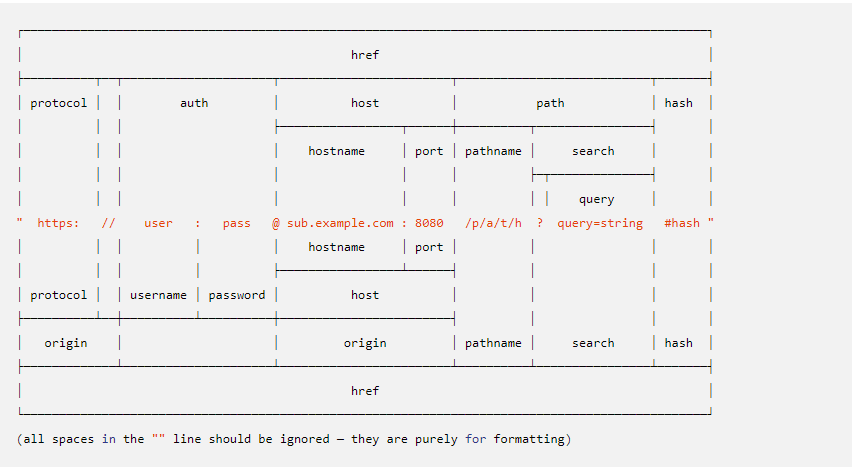 href
protocol auth host path hash
hostname port pathname search
query
" https: // user : pass @ sub.example.com : 8080 /p/a/t/h ? query=string #hash "
hostname port
protocol username password host
origin origin pathname search hash
href
(all spaces in the "" line should be ignored — they are purely for formatting)